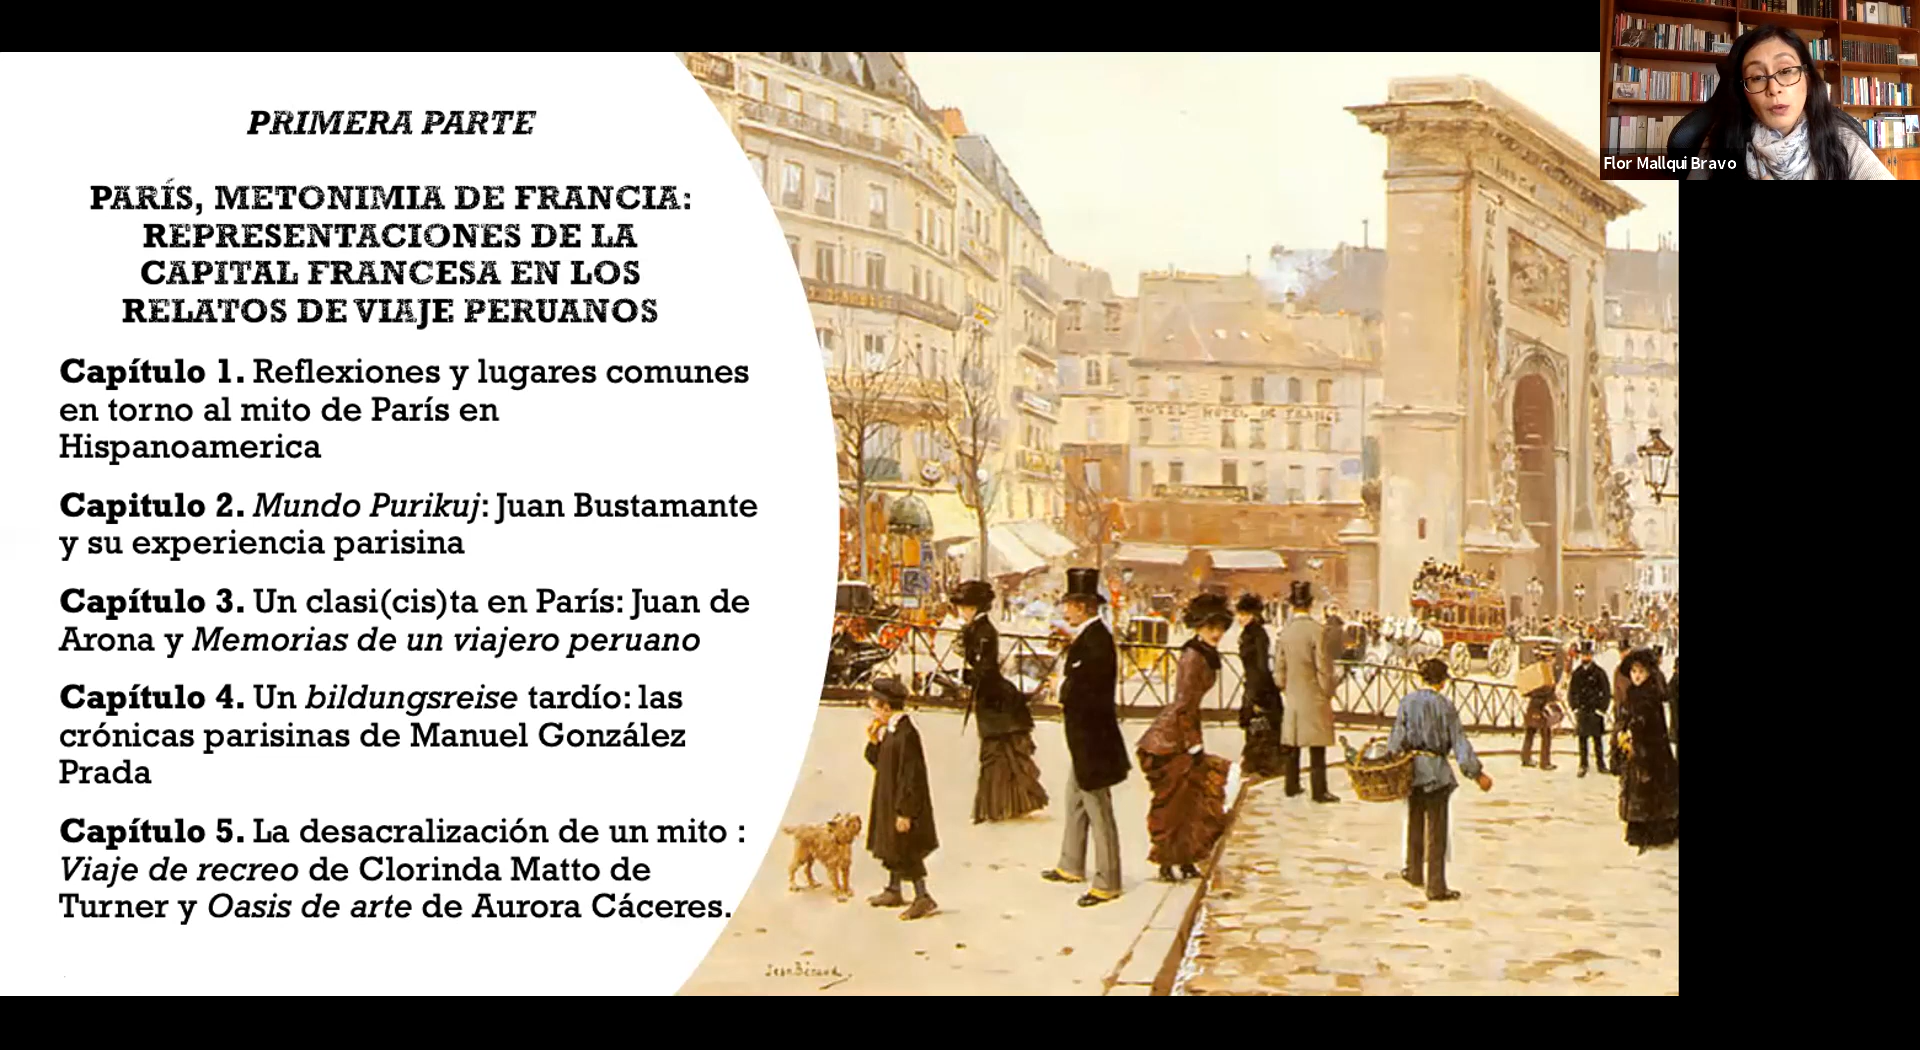 PRIMERA PARTE
PARÍS, METONIMIA DE FRANCIA:
REPRESENTACIONES DE LA
CAPITAL FRANCESA EN LOS
RELATOS DE VIAJE PERUANOS
Capítulo 1. Reflexiones y lugares comunes
en torno al mito de París en
Hispanoamerica
Capitulo 2. Mundo Purikuj: Juan Bustamante
y su experiencia parisina
Capítulo 3. Un clasi(cis)ta en París: Juan de
Arona y Memorias de un viajero peruano
Capítulo 4. Un bildungsreise tardío: las
crónicas parisinas de Manuel González
Prada
Capítulo 5. La desacralización de un mito :
Viaje de recreo de Clorinda Matto de
Turner y Oasis de arte de Aurora Cáceres.
HOTEL HOTEL DE FRANCE
Jean Béraud
Flor Mallqui Bravo